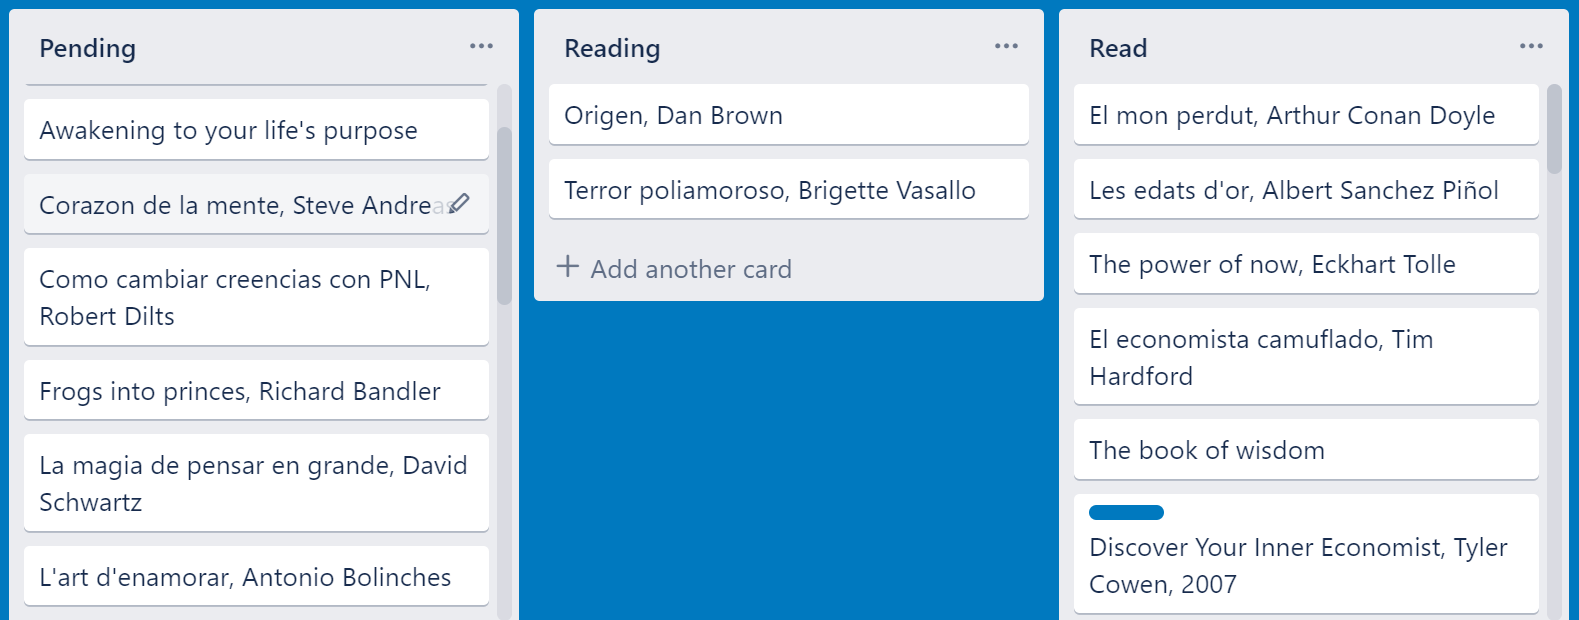 Pending
Awakening to your life's purpose
Corazon de la mente, Steve Andreas
Como cambiar creencias con PNL,
Robert Dilts
Frogs into princes, Richard Bandler
La magia de pensar en grande, David
Schwartz
L'art d'enamorar, Antonio Bolinches
Reading
Origen, Dan Brown
Terror poliamoroso, Brigette Vasallo
Add another card
Read
El mon perdut, Arthur Conan Doyle
Les edats d'or, Albert Sanchez Piñol
The power of now, Eckhart Tolle
El economista camuflado, Tim
Hardford
The book of wisdom
Discover Your Inner Economist, Tyler
Cowen, 2007